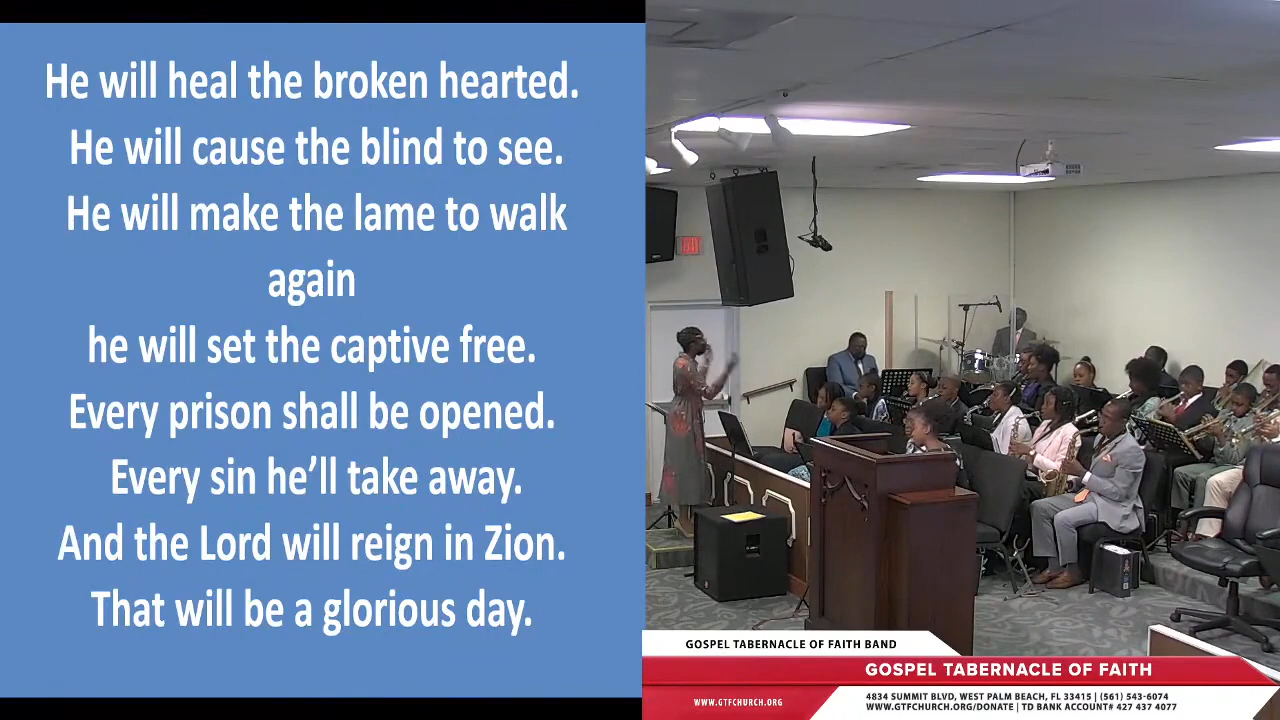 He will heal the broken hearted.
He will cause the blind to see.
He will make the lame to walk
again
he will set the captive free.
Every prison shall be opened.
Every sin he’ll take away.
And the Lord will reign in Zion.
That will be a glorious day.
GOSPEL TABERNACLE OF FAITH BAND
GOSPEL TABERNACLE OF FAITH
WWW.GTFCHURCH.ORG
4834 SUMMIT BLVD, WEST PALM BEACH, FL 33415 | (561) 543-6074
WWW.GTFCHURCH.ORG/DONATE | TD BANK ACCOUNT# 427 437 4077